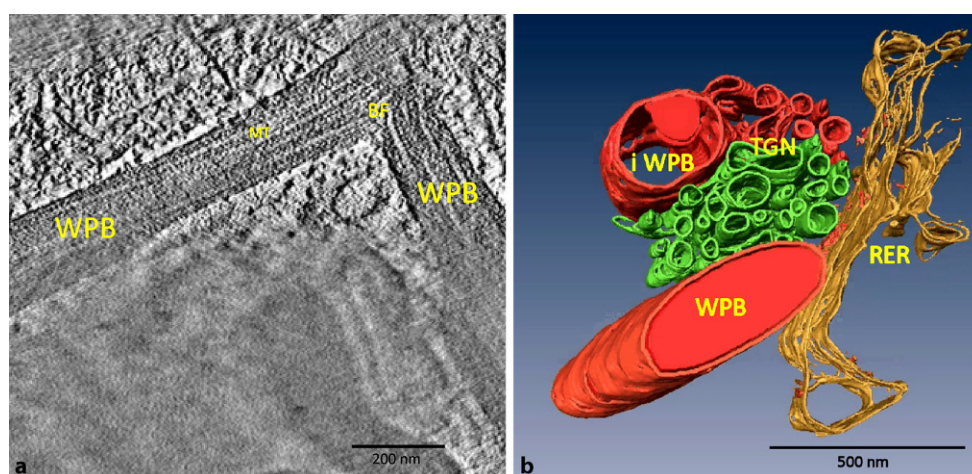 MT
BF
WPB
WPB
200 nm
a
b
i WPB
TGN
RER
WPB
500 nm